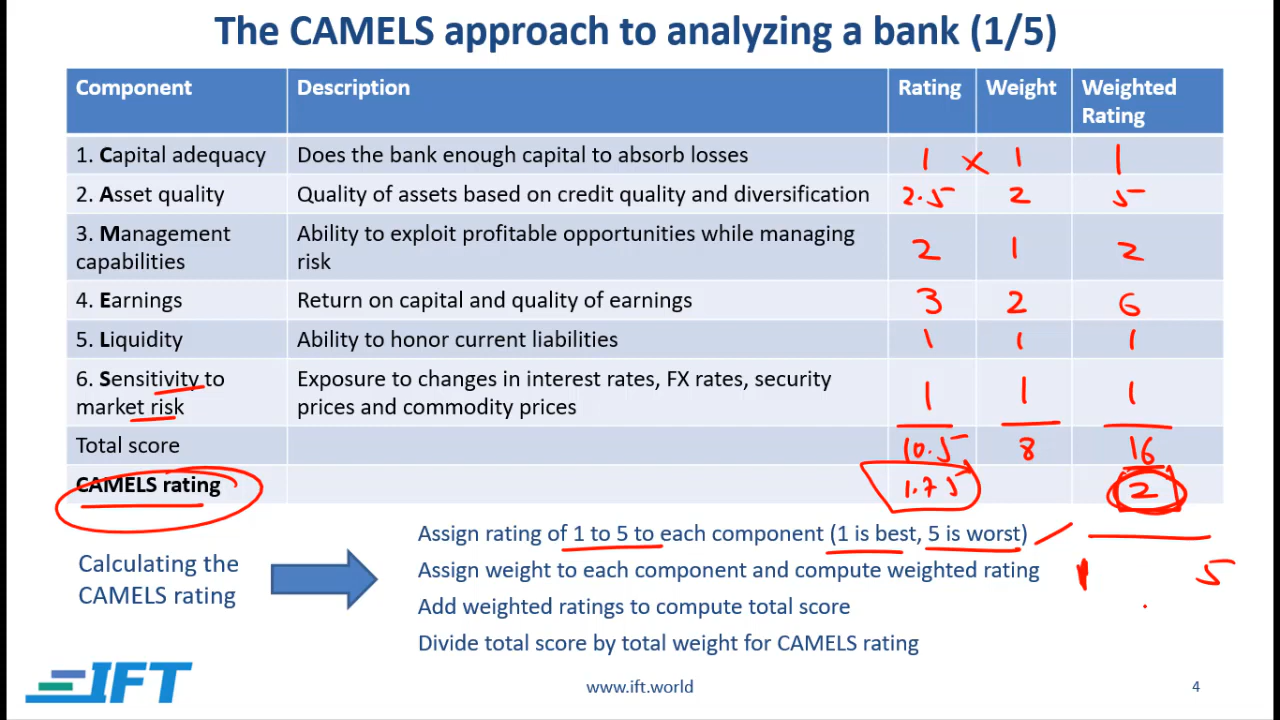 The CAMELS approach to analyzing a bank (1/5)
Component Description Rating Weight Weighted
Rating
1. Capital adequacy Does the bank enough capital to absorb losses 1 × 1 1
2. Asset quality Quality of assets based on credit quality and diversification 2.5 2 5
3. Management Ability to exploit profitable opportunities while managing
capabilities risk 2 1 2
4. Earnings Return on capital and quality of earnings 3 2 6
5. Liquidity Ability to honor current liabilities 1 1 1
6. Sensitivity to Exposure to changes in interest rates, FX rates, security
market risk prices and commodity prices 1 1 1
Total score 10.5 8 16
CAMELS rating 1.75 2
Assign rating of 1 to 5 to each component (1 is best, 5 is worst)
1 5
Calculating the
CAMELS rating
Assign weight to each component and compute weighted rating
Add weighted ratings to compute total score
Divide total score by total weight for CAMELS rating
IFT
www.ift.world
4